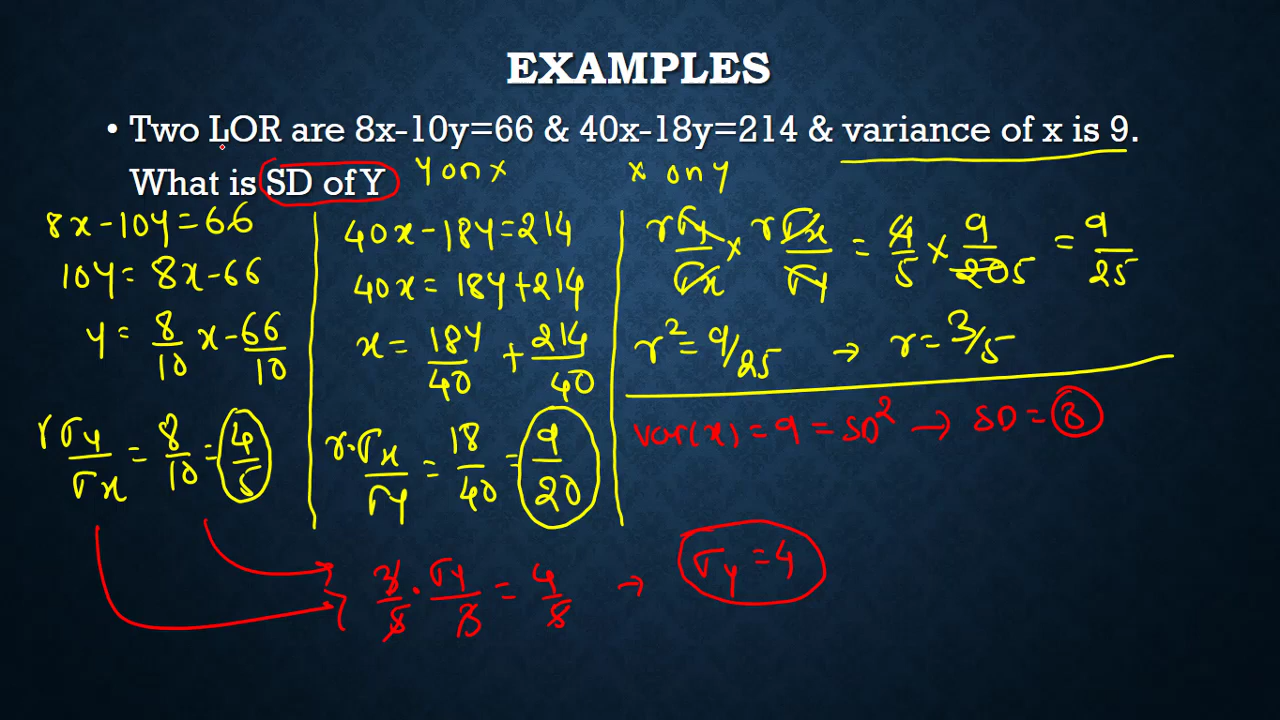 EXAMPLES
• Two LOR are 8x-10y=66 & 40x-18y=214 & variance of x is 9.
What is SD of Y
y on x
x on y
8x-10y=66
10y= 8x-66
y= 8/10 x-66/10
rσy/σx = 8/10 = 4/5
40x-18y=214
40x= 18y+214
x= 18y/40 + 214/40
r·σx/σy = 18/40 = 9/20
rσy/σx × rσx/σy = 4/5 × 9/20 5 = 9/25
r²= 9/25 → r= 3/5
var(x) = 9 = SD² → SD = 3
3/5 · σy/3 = 4/5 → σy =4